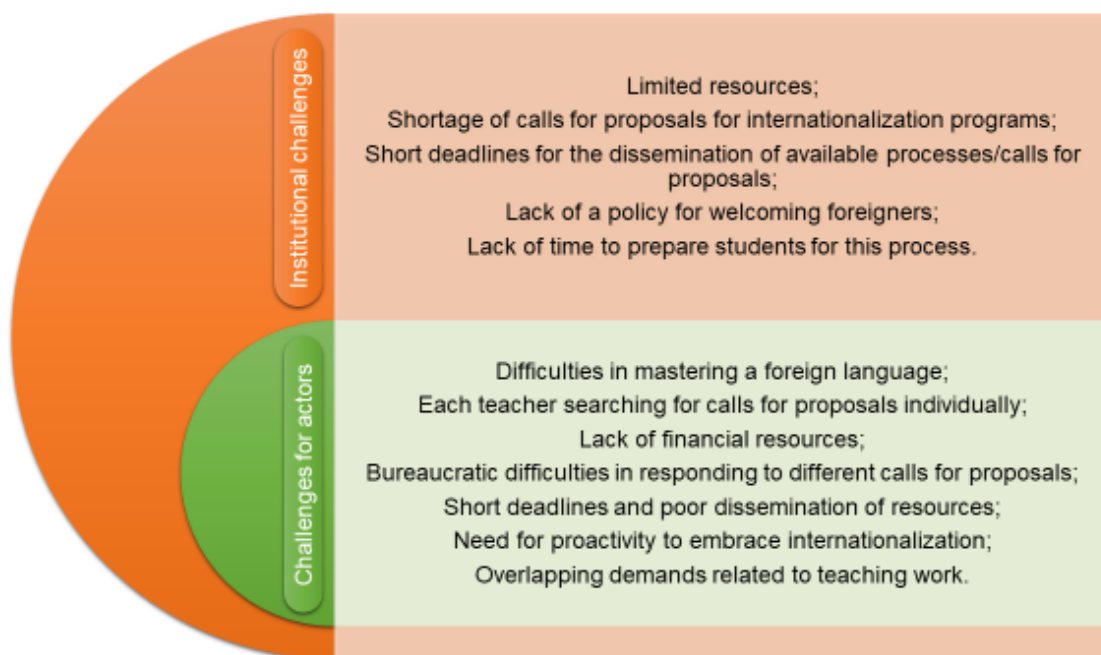 Institutional challenges
Limited resources;
Shortage of calls for proposals for internationalization programs;
Short deadlines for the dissemination of available processes/calls for
proposals;
Lack of a policy for welcoming foreigners;
Lack of time to prepare students for this process.
Challenges for actors
Difficulties in mastering a foreign language;
Each teacher searching for calls for proposals individually;
Lack of financial resources;
Bureaucratic difficulties in responding to different calls for proposals;
Short deadlines and poor dissemination of resources;
Need for proactivity to embrace internationalization;
Overlapping demands related to teaching work.